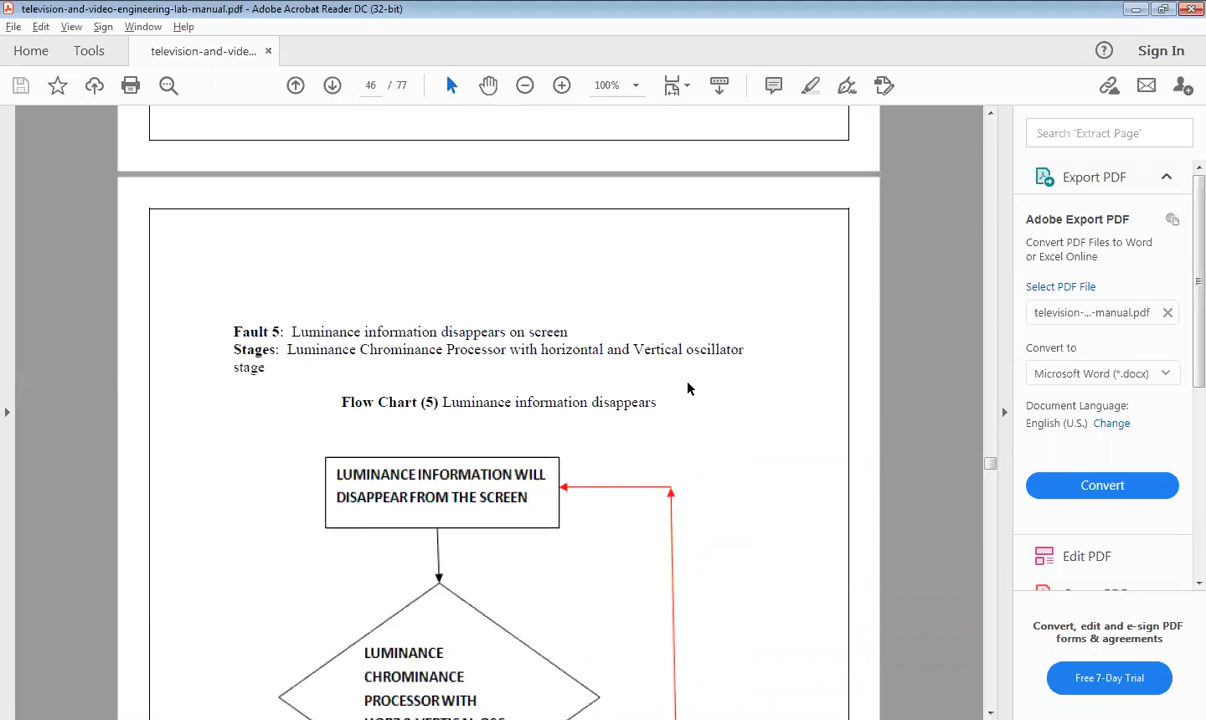 television-and-video-engineering-lab-manual.pdf - Adobe Acrobat Reader DC (32-bit)
File Edit View Sign Window Help
Home Tools television-and-vide... Sign In
46 / 77 100%
Search 'Extract Page'
Export PDF
Adobe Export PDF
Convert PDF Files to Word
or Excel Online
Select PDF File
television-...-manual.pdf
Convert to
Microsoft Word (*.docx)
Document Language:
English (U.S.) Change
Convert
Edit PDF
Convert, edit and e-sign PDF
forms & agreements
Free 7-Day Trial
Fault 5: Luminance information disappears on screen
Stages: Luminance Chrominance Processor with horizontal and Vertical oscillator
stage
Flow Chart (5) Luminance information disappears
LUMINANCE INFORMATION WILL
DISAPPEAR FROM THE SCREEN
LUMINANCE
CHROMINANCE
PROCESSOR WITH